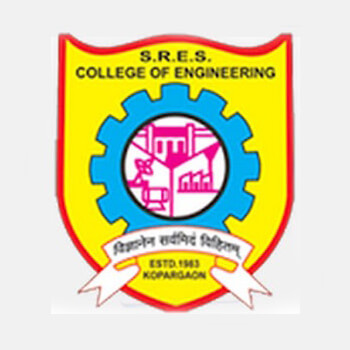 S.R.E.S.
COLLEGE OF ENGINEERING
विज्ञानेन सर्वमिदं विहितम्
ESTD.1983
KOPARGAON